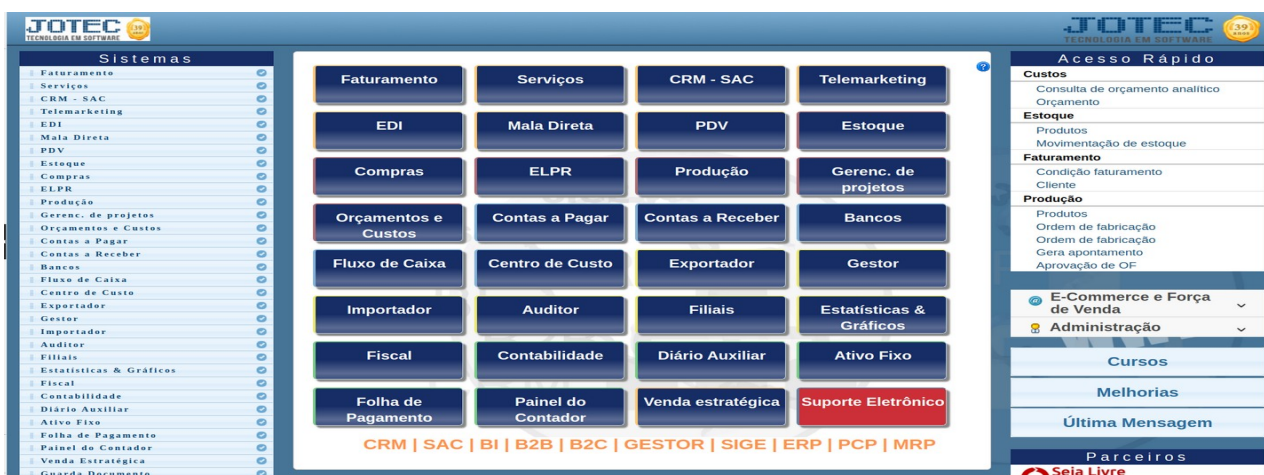 JOTEC
TECNOLOGIA EM SOFTWARE
39
JOTEC
TECNOLOGIA EM SOFTWARE
39
ANOS
Sistemas
Faturamento
Serviços
CRM - SAC
Telemarketing
EDI
Mala Direta
PDV
Estoque
Compras
ELPR
Produção
Gerenc. de projetos
Orçamentos e Custos
Contas a Pagar
Contas a Receber
Bancos
Fluxo de Caixa
Centro de Custo
Exportador
Gestor
Importador
Auditor
Filiais
Estatísticas & Gráficos
Fiscal
Contabilidade
Diário Auxiliar
Ativo Fixo
Folha de Pagamento
Painel do Contador
Venda Estratégica
Guarda Documento
Faturamento
Serviços
CRM - SAC
Telemarketing
EDI
Mala Direta
PDV
Estoque
Compras
ELPR
Produção
Gerenc. de
projetos
Orçamentos e
Custos
Contas a Pagar
Contas a Receber
Bancos
Fluxo de Caixa
Centro de Custo
Exportador
Gestor
Importador
Auditor
Filiais
Estatísticas &
Gráficos
Fiscal
Contabilidade
Diário Auxiliar
Ativo Fixo
Folha de
Pagamento
Painel do
Contador
Venda estratégica
Suporte Eletrônico
CRM | SAC | BI | B2B | B2C | GESTOR | SIGE | ERP | PCP | MRP
?
Acesso Rápido
Custos
Consulta de orçamento analítico
Orçamento
Estoque
Produtos
Movimentação de estoque
Faturamento
Condição faturamento
Cliente
Produção
Produtos
Ordem de fabricação
Ordem de fabricação
Gera apontamento
Aprovação de OF
E-Commerce e Força
de Venda
Administração
Cursos
Melhorias
Última Mensagem
Parceiros
Seja Livre